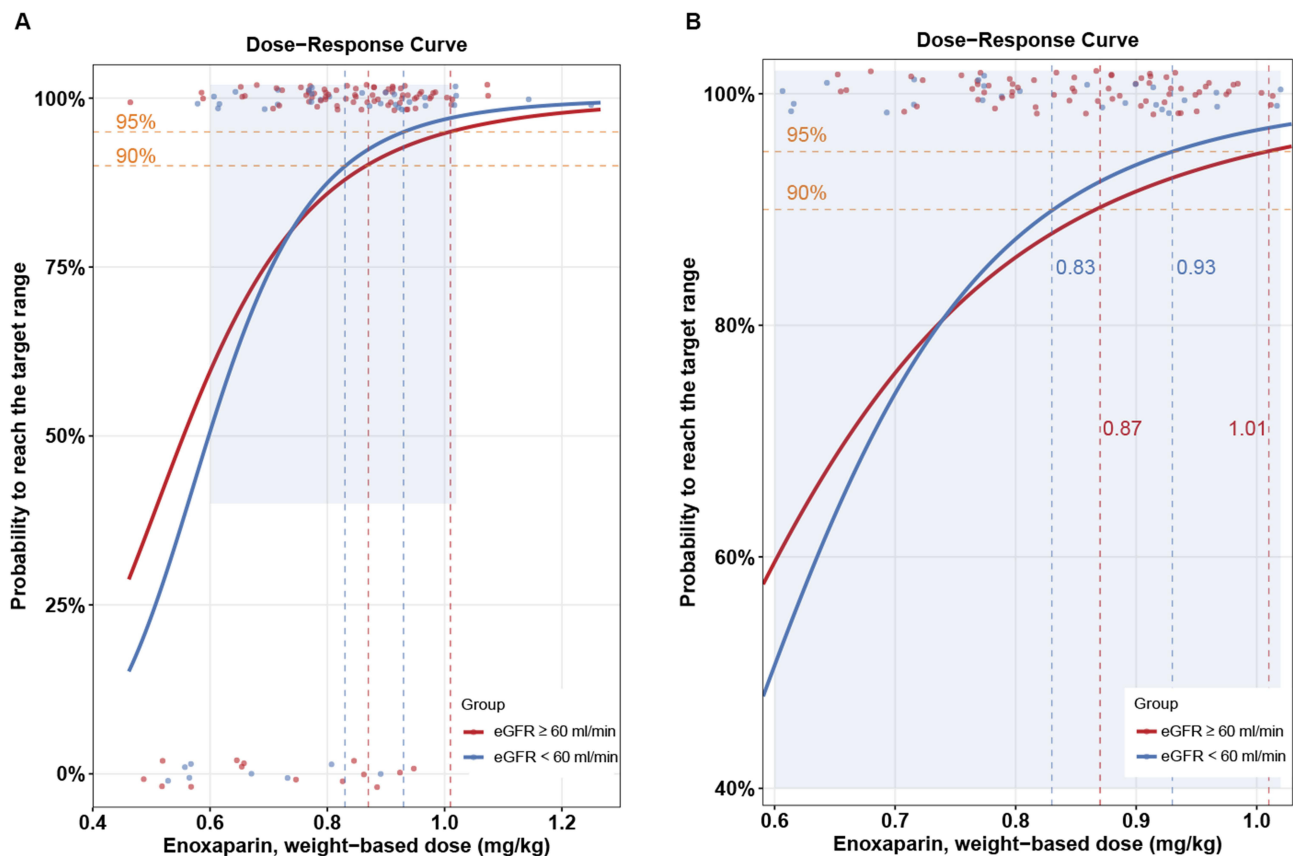 A
Dose−Response Curve
Probability to reach the target range
100%
95%
90%
75%
50%
25%
0%
Group
eGFR ≥ 60 ml/min
eGFR < 60 ml/min
0.4
0.6
0.8
1.0
1.2
Enoxaparin, weight−based dose (mg/kg)
B
Dose−Response Curve
Probability to reach the target range
100%
95%
90%
0.83
0.93
80%
0.87
1.01
60%
Group
eGFR ≥ 60 ml/min
eGFR < 60 ml/min
40%
0.6
0.7
0.8
0.9
1.0
Enoxaparin, weight−based dose (mg/kg)